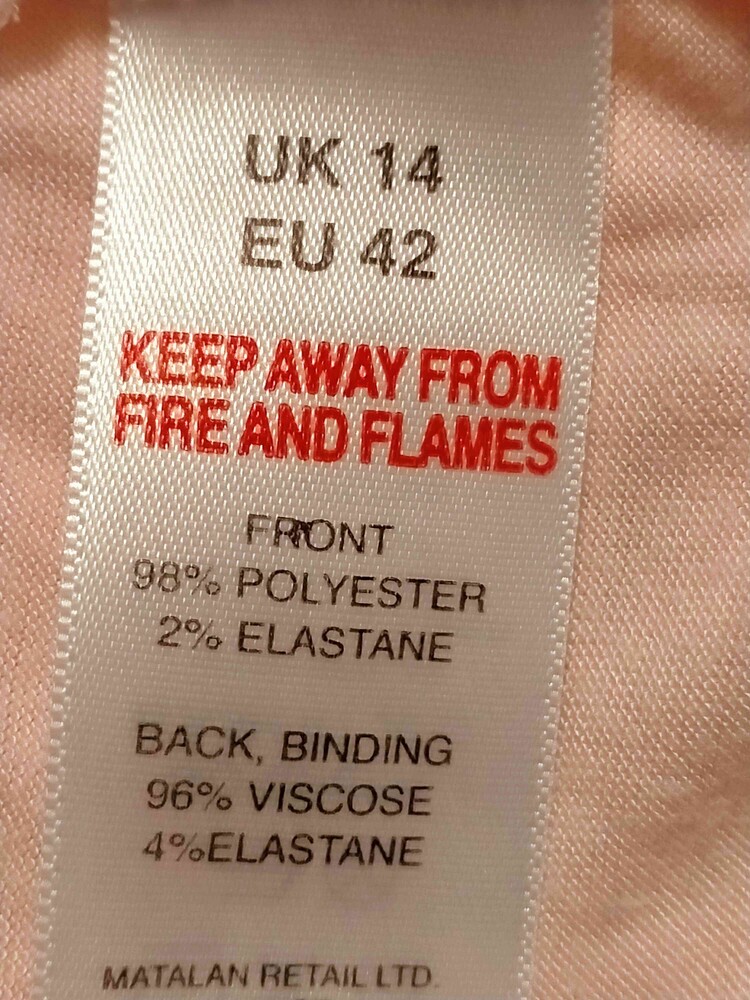 UK 14
EU 42
KEEP AWAY FROM
FIRE AND FLAMES
FRONT
98% POLYESTER
2% ELASTANE
BACK, BINDING
96% VISCOSE
4%ELASTANE
MATALAN RETAIL LTD.